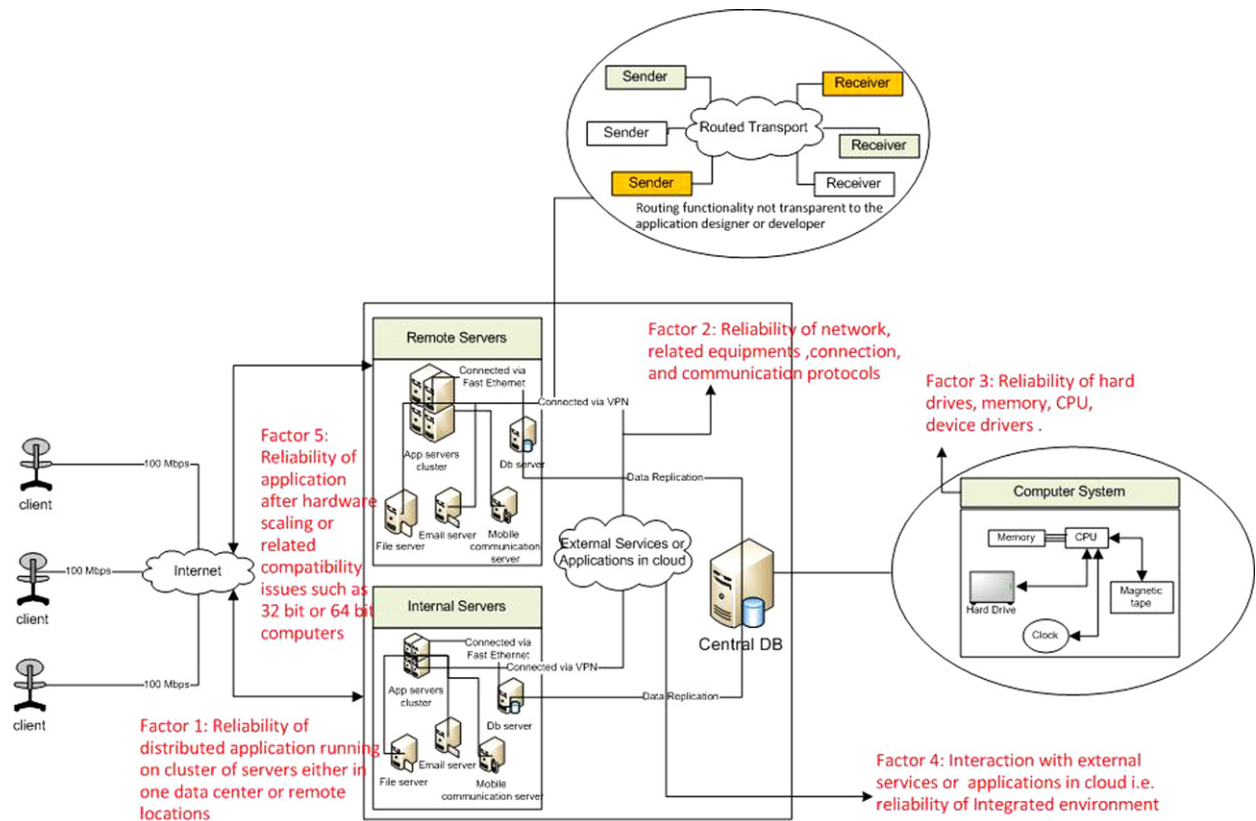 Sender
Receiver
Sender
Routed Transport
Receiver
Sender
Receiver
Routing functionality not transparent to the
application designer or developer
Remote Servers
Connected via
Fast Ethernet
Connected via VPN
App servers
cluster
Db server
File server
Email server
Mobile
communication
server
Data Replication
External Services or
Applications in cloud
Internal Servers
Connected via
Fast Ethernet
Connected via VPN
App servers
cluster
Db server
Data Replication
File server
Email server
Mobile
communication server
Central DB
Factor 2: Reliability of network,
related equipments ,connection,
and communication protocols
Factor 3: Reliability of hard
drives, memory, CPU,
device drivers .
Computer System
Memory
CPU
Hard Drive
Magnetic
tape
Clock
Factor 5:
Reliability of
application
after hardware
scaling or
related
compatibility
issues such as
32 bit or 64 bit
computers
100 Mbps
client
100 Mbps
client
Internet
100 Mbps
client
Factor 1: Reliability of
distributed application running
on cluster of servers either in
one data center or remote
locations
Factor 4: Interaction with external
services or applications in cloud i.e.
reliability of Integrated environment